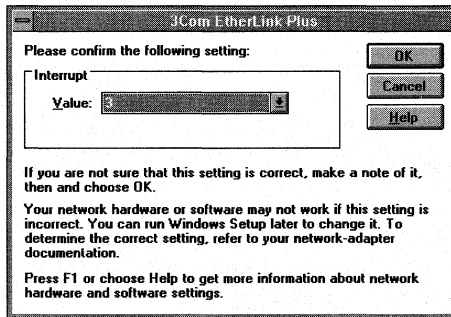 3Com EtherLink Plus
Please confirm the following setting:
OK
Interrupt
Cancel
Value: 3
Help
If you are not sure that this setting is correct, make a note of it,
then and choose OK.
Your network hardware or software may not work if this setting is
incorrect. You can run Windows Setup later to change it. To
determine the correct setting, refer to your network-adapter
documentation.
Press F1 or choose Help to get more information about network
hardware and software settings.